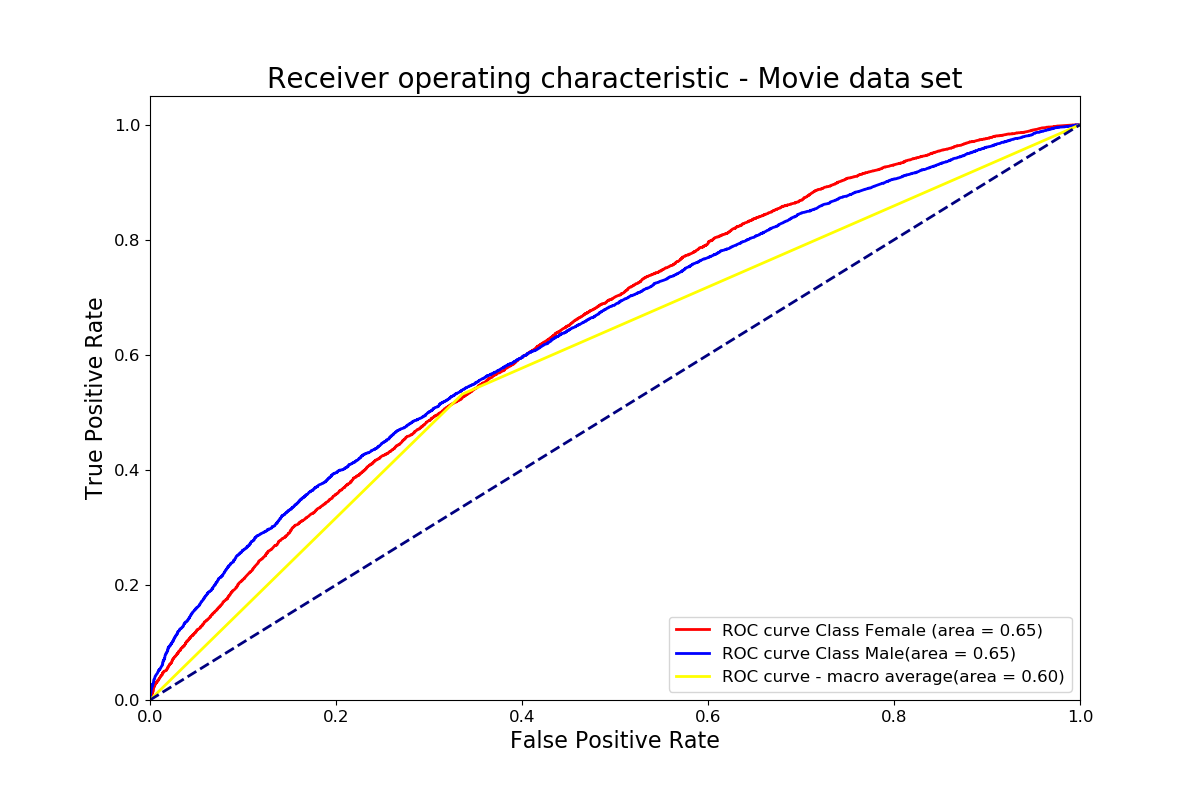 Receiver operating characteristic - Movie data set
True Positive Rate
1.0
0.8
0.6
0.4
0.2
0.0
0.0 0.2 0.4 0.6 0.8 1.0
False Positive Rate
ROC curve Class Female (area = 0.65)
ROC curve Class Male(area = 0.65)
ROC curve - macro average(area = 0.60)